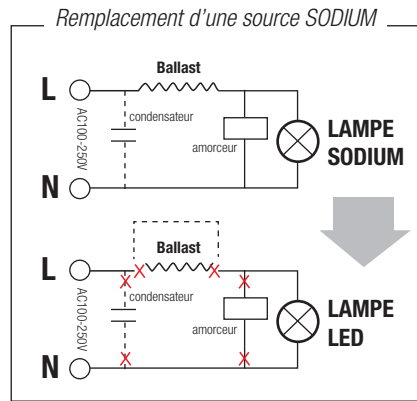 Remplacement d'une source SODIUM
Ballast
L
AC100-250V
condensateur
amorceur
N
LAMPE
SODIUM
Ballast
L
AC100-250V
condensateur
amorceur
N
LAMPE
LED